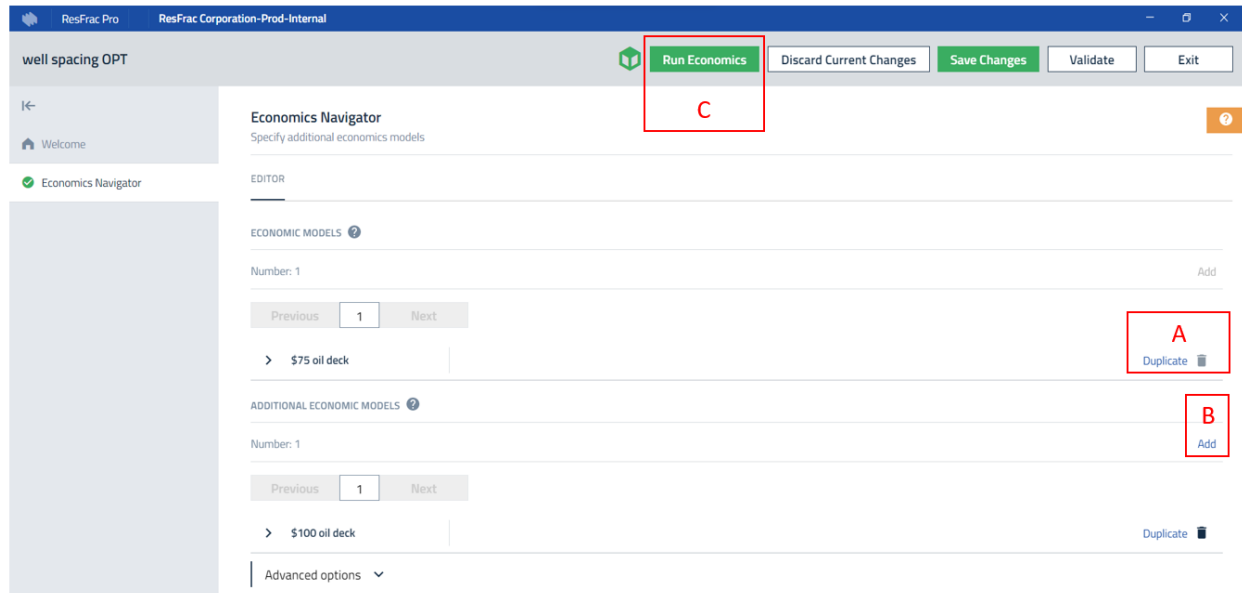 ResFrac Pro ResFrac Corporation-Prod-Internal
well spacing OPT Run Economics Discard Current Changes Save Changes Validate Exit
C
Economics Navigator
Specify additional economics models
Welcome
Economics Navigator
EDITOR
ECONOMIC MODELS ?
Number: 1 Add
Previous 1 Next
A
$75 oil deck Duplicate
ADDITIONAL ECONOMIC MODELS ?
B
Number: 1 Add
Previous 1 Next
$100 oil deck Duplicate
Advanced options